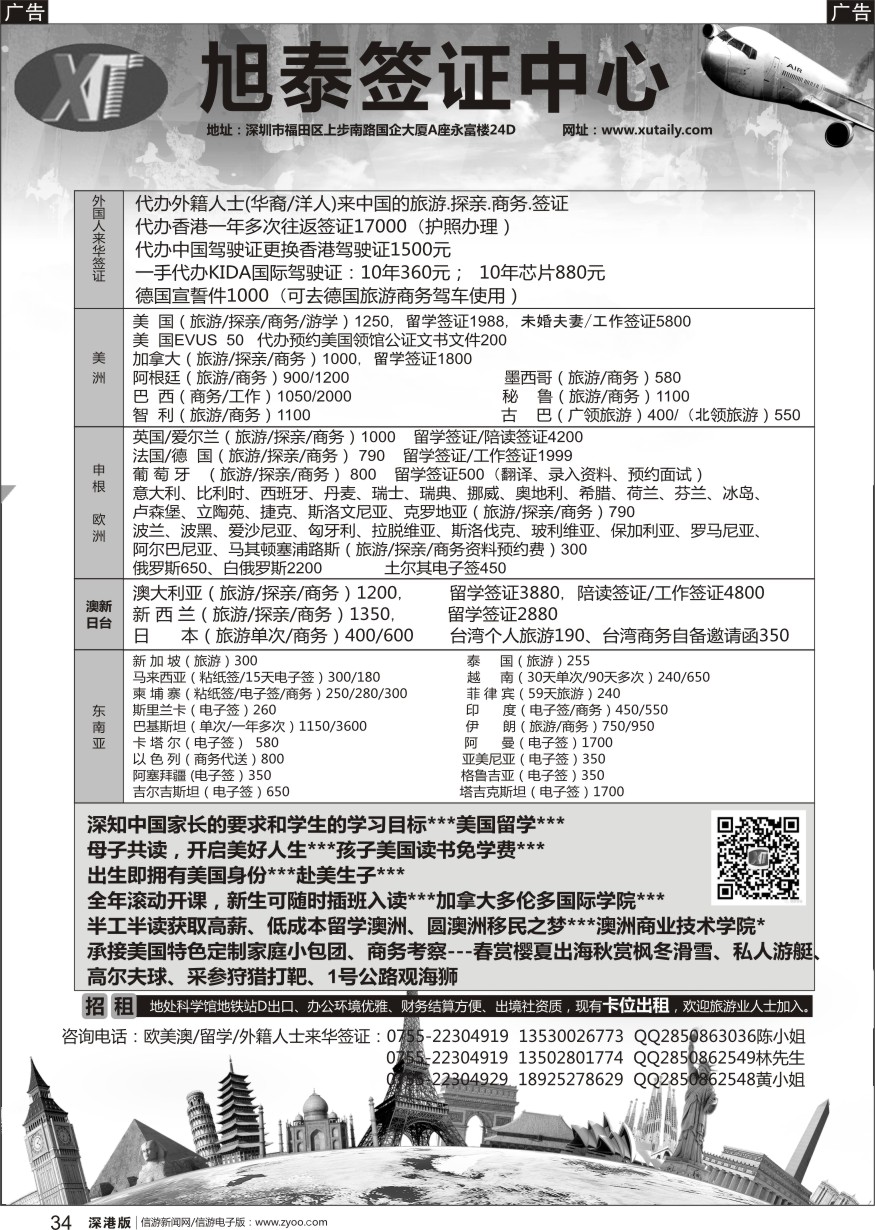 广告
广告
XTT
旭泰签证中心
AIR
地址：深圳市福田区上步南路国企大厦A座永富楼24D 网址：www.xutaily.com
外国人来华签证
代办外籍人士(华裔/洋人)来中国的旅游.探亲.商务.签证
代办香港一年多次往返签证17000（护照办理）
代办中国驾驶证更换香港驾驶证1500元
一手代办KIDA国际驾驶证：10年360元； 10年芯片880元
德国宣誓件1000（可去德国旅游商务驾车使用）
美洲
美 国（旅游/探亲/商务/游学）1250，留学签证1988，未婚夫妻/工作签证5800
美 国EVUS 50 代办预约美国领馆公证文书文件200
加拿大（旅游/探亲/商务）1000，留学签证1800
阿根廷（旅游/商务）900/1200 墨西哥（旅游/商务）580
巴 西（商务/工作）1050/2000 秘 鲁（旅游/商务）1100
智 利（旅游/商务）1100 古 巴（广领旅游）400/（北领旅游）550
申根 欧洲
英国/爱尔兰（旅游/探亲/商务）1000 留学签证/陪读签证4200
法国/德 国（旅游/探亲/商务） 790 留学签证/工作签证1999
葡 萄 牙 （旅游/探亲/商务） 800 留学签证500（翻译、录入资料、预约面试）
意大利、比利时、西班牙、丹麦、瑞士、瑞典、挪威、奥地利、希腊、荷兰、芬兰、冰岛、
卢森堡、立陶苑、捷克、斯洛文尼亚、克罗地亚（旅游/探亲/商务）790
波兰、波黑、爱沙尼亚、匈牙利、拉脱维亚、斯洛伐克、玻利维亚、保加利亚、罗马尼亚、
阿尔巴尼亚、马其顿塞浦路斯（旅游/探亲/商务资料预约费）300
俄罗斯650、白俄罗斯2200 土尔其电子签450
澳新日台
澳大利亚（旅游/探亲/商务）1200， 留学签证3880，陪读签证/工作签证4800
新 西 兰（旅游/探亲/商务）1350， 留学签证2880
日 本（旅游单次/商务）400/600 台湾个人旅游190、台湾商务自备邀请函350
东南亚
新 加 坡（旅游）300 泰 国（旅游）255
马来西亚（粘纸签/15天电子签）300/180 越 南（30天单次/90天多次）240/650
柬 埔 寨（粘纸签/电子签/商务）250/280/300 菲 律 宾（59天旅游）240
斯里兰卡（电子签）260 印 度（电子签/商务）450/550
巴基斯坦（单次/一年多次）1150/3600 伊 朗（旅游/商务）750/950
卡 塔 尔（电子签） 580 阿 曼（电子签）1700
以 色 列（商务代送）800 亚美尼亚（电子签）350
阿塞拜疆 (电子签）350 格鲁吉亚（电子签）350
吉尔吉斯坦（电子签）650 塔吉克斯坦（电子签）1700
深知中国家长的要求和学生的学习目标***美国留学***
母子共读，开启美好人生***孩子美国读书免学费***
出生即拥有美国身份***赴美生子***
全年滚动开课，新生可随时插班入读***加拿大多伦多国际学院***
半工半读获取高薪、低成本留学澳洲、圆澳洲移民之梦***澳洲商业技术学院*
承接美国特色定制家庭小包团、商务考察---春赏樱夏出海秋赏枫冬滑雪、私人游艇、
高尔夫球、采参狩猎打靶、1号公路观海狮
招 租 地处科学馆地铁站D出口、办公环境优雅、财务结算方便、出境社资质，现有卡位出租，欢迎旅游业人士加入。
咨询电话：欧美澳/留学/外籍人士来华签证：0755-22304919 13530026773 QQ2850863036陈小姐
0755-22304919 13502801774 QQ2850862549林先生
0755-22304929 18925278629 QQ2850862548黄小姐
34 深港版 信游新闻网/信游电子版：www.zyoo.com